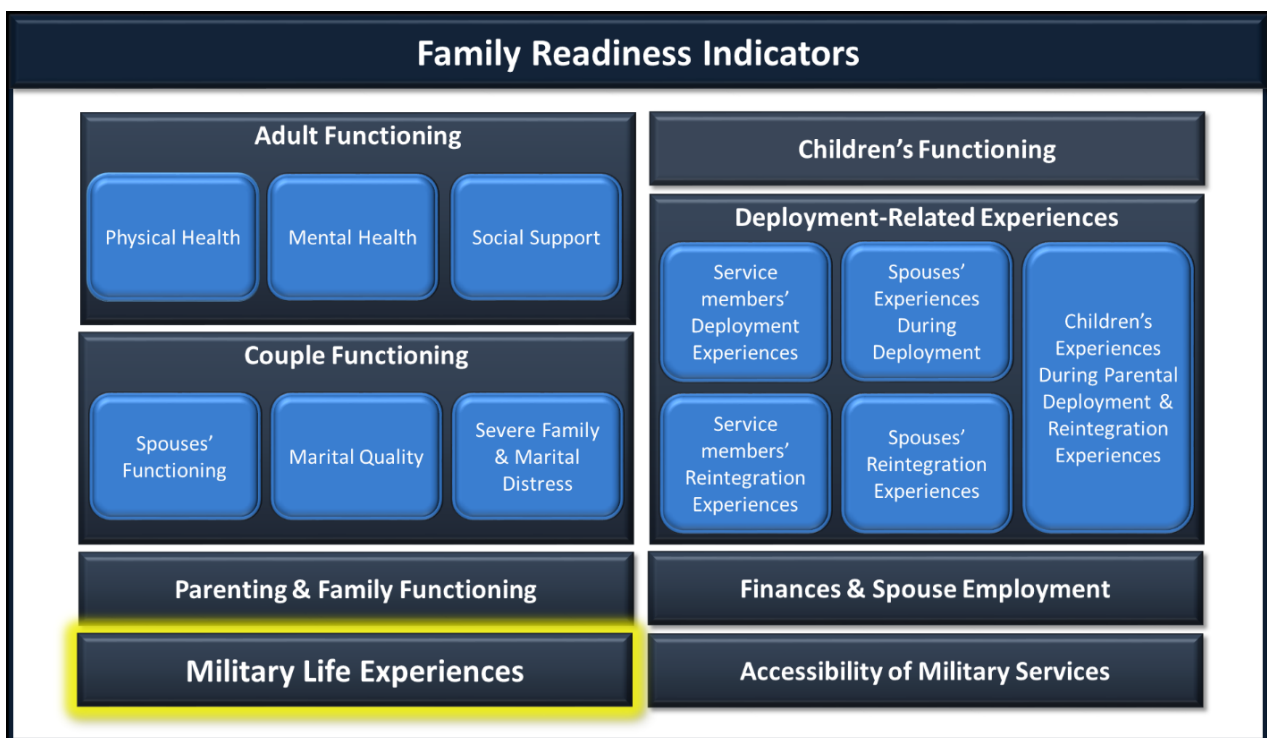 Family Readiness Indicators
Adult Functioning
Physical Health
Mental Health
Social Support
Couple Functioning
Spouses’
Functioning
Marital Quality
Severe Family
& Marital
Distress
Parenting & Family Functioning
Military Life Experiences
Children’s Functioning
Deployment-Related Experiences
Service
members’
Deployment
Experiences
Spouses’
Experiences
During
Deployment
Children’s
Experiences
During Parental
Deployment &
Reintegration
Experiences
Service
members’
Reintegration
Experiences
Spouses’
Reintegration
Experiences
Finances & Spouse Employment
Accessibility of Military Services